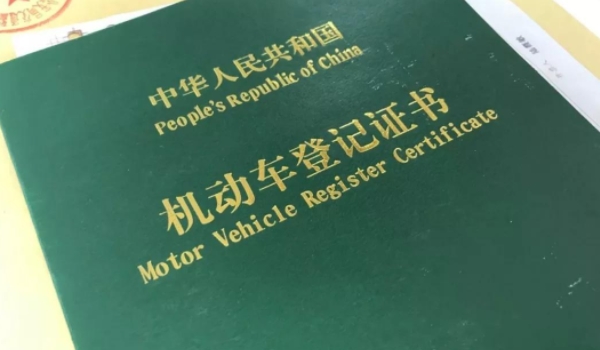 中华人民共和国
People's Republic of China
机动车登记证书
Motor Vehicle Register Certificate